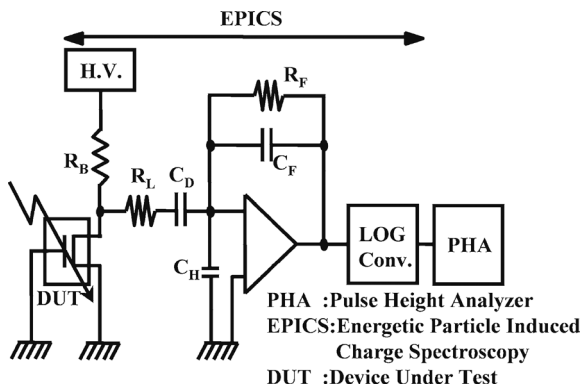 EPICS
H.V.
R_F
R_B
R_L
C_D
C_F
C_H
LOG
Conv.
PHA
DUT
PHA :Pulse Height Analyzer
EPICS:Energetic Particle Induced
Charge Spectroscopy
DUT :Device Under Test